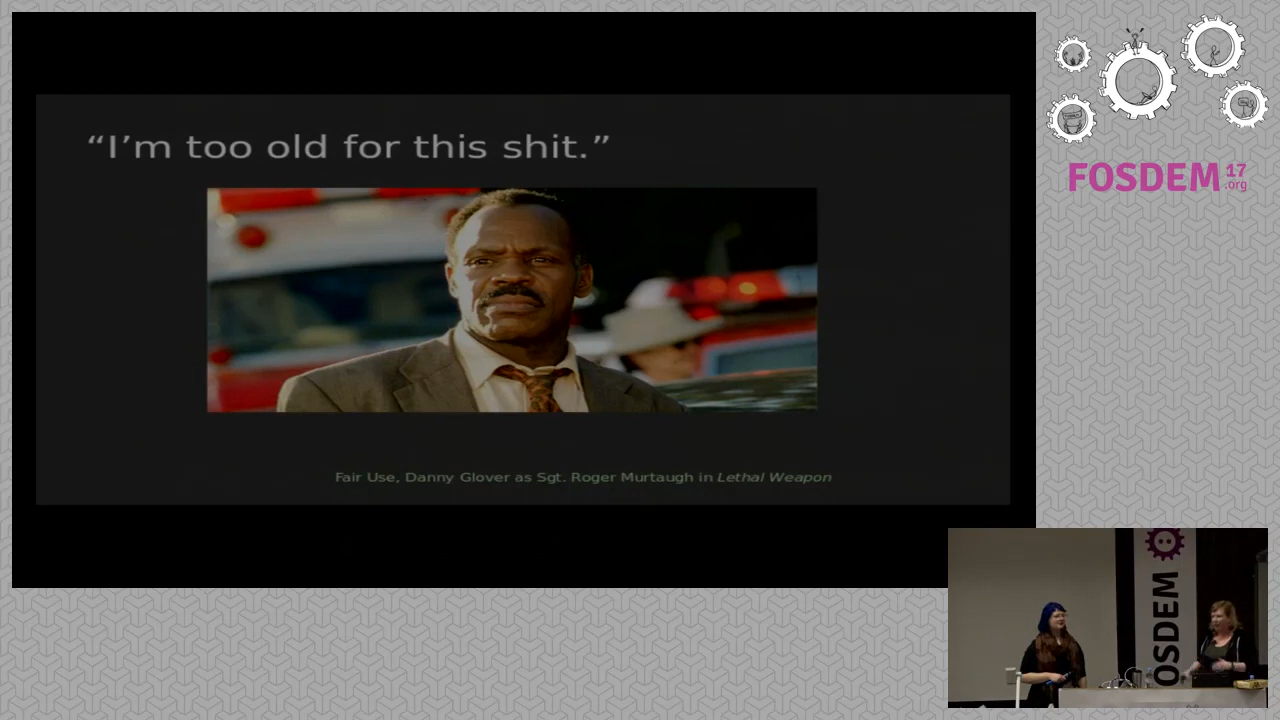 “I’m too old for this shit.”
Fair Use, Danny Glover as Sgt. Roger Murtaugh in Lethal Weapon
FOSDEM 17
.org
OSDEM